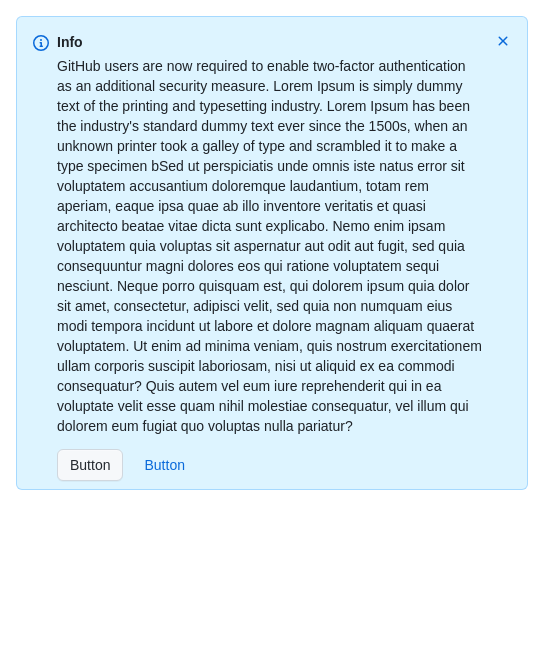 Info
GitHub users are now required to enable two-factor authentication
as an additional security measure. Lorem Ipsum is simply dummy
text of the printing and typesetting industry. Lorem Ipsum has been
the industry's standard dummy text ever since the 1500s, when an
unknown printer took a galley of type and scrambled it to make a
type specimen bSed ut perspiciatis unde omnis iste natus error sit
voluptatem accusantium doloremque laudantium, totam rem
aperiam, eaque ipsa quae ab illo inventore veritatis et quasi
architecto beatae vitae dicta sunt explicabo. Nemo enim ipsam
voluptatem quia voluptas sit aspernatur aut odit aut fugit, sed quia
consequuntur magni dolores eos qui ratione voluptatem sequi
nesciunt. Neque porro quisquam est, qui dolorem ipsum quia dolor
sit amet, consectetur, adipisci velit, sed quia non numquam eius
modi tempora incidunt ut labore et dolore magnam aliquam quaerat
voluptatem. Ut enim ad minima veniam, quis nostrum exercitationem
ullam corporis suscipit laboriosam, nisi ut aliquid ex ea commodi
consequatur? Quis autem vel eum iure reprehenderit qui in ea
voluptate velit esse quam nihil molestiae consequatur, vel illum qui
dolorem eum fugiat quo voluptas nulla pariatur?
Button Button